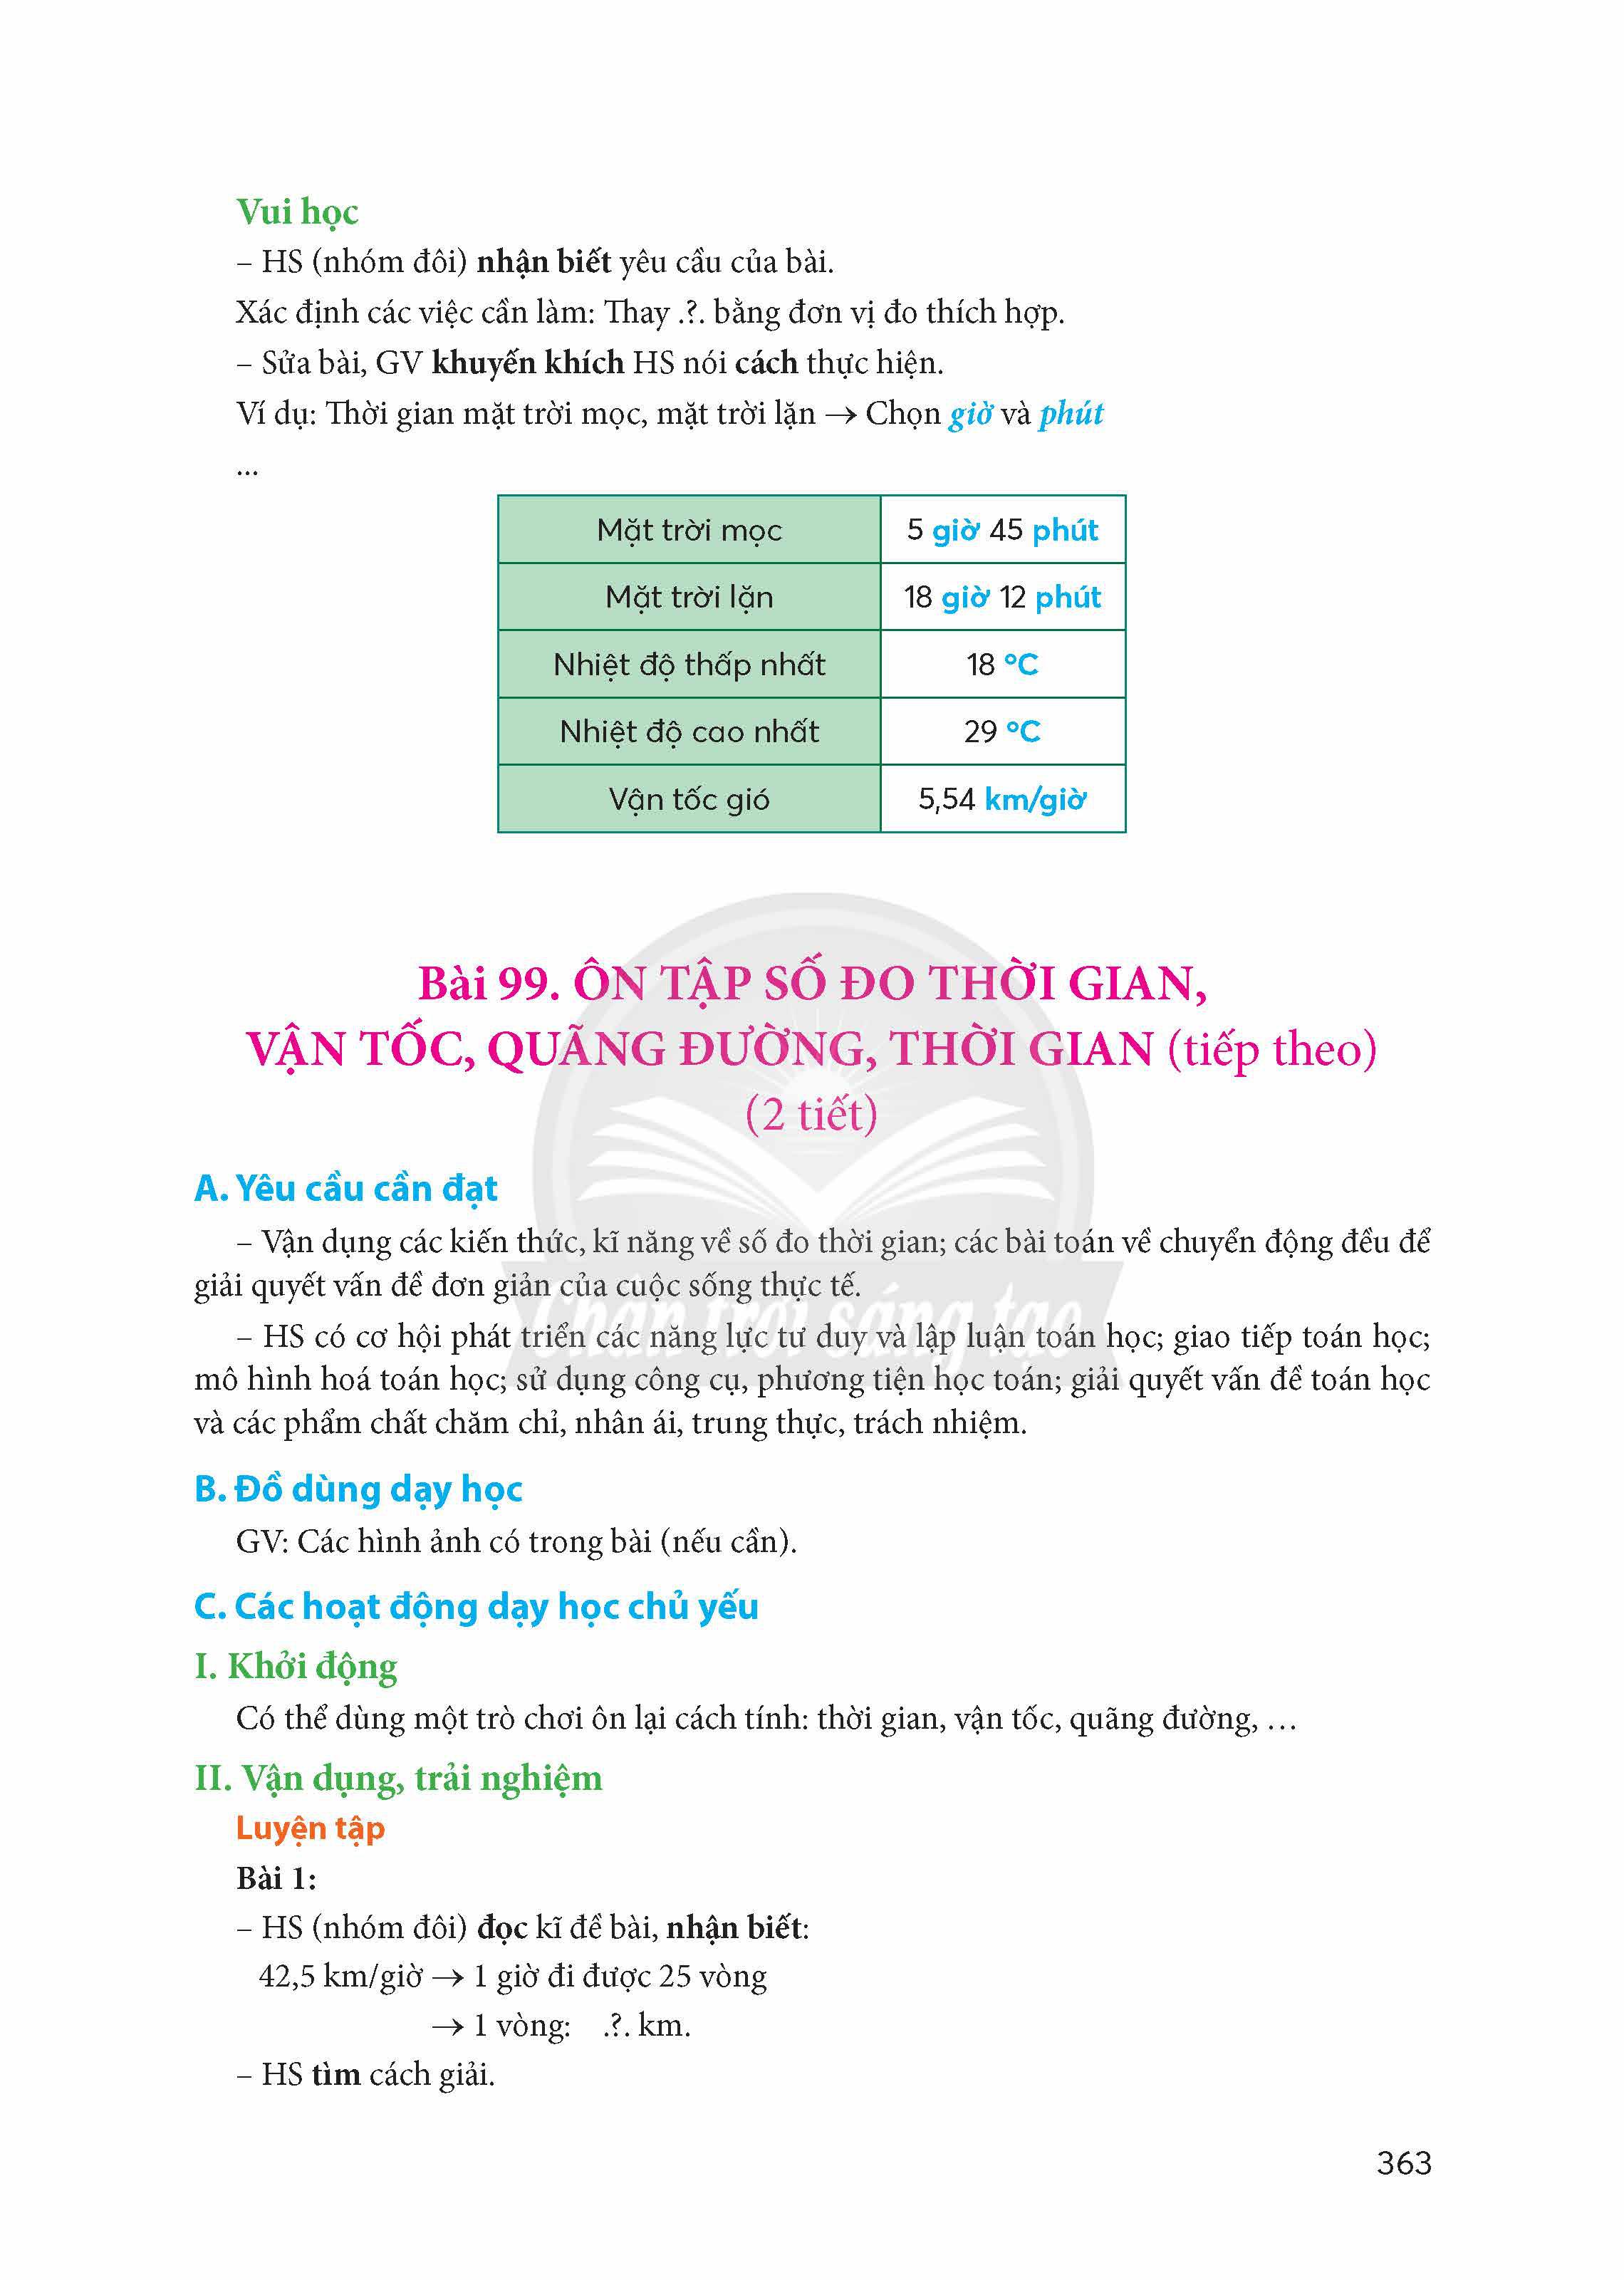 Vui học
– HS (nhóm đôi) nhận biết yêu cầu của bài.
Xác định các việc cần làm: Thay .?. bằng đơn vị đo thích hợp.
– Sửa bài, GV khuyến khích HS nói cách thực hiện.
Ví dụ: Thời gian mặt trời mọc, mặt trời lặn → Chọn giờ và phút
...
Mặt trời mọc 5 giờ 45 phút
Mặt trời lặn 18 giờ 12 phút
Nhiệt độ thấp nhất 18 °C
Nhiệt độ cao nhất 29 °C
Vận tốc gió 5,54 km/giờ
Bài 99. ÔN TẬP SỐ ĐO THỜI GIAN,
VẬN TỐC, QUÃNG ĐƯỜNG, THỜI GIAN (tiếp theo)
(2 tiết)
A. Yêu cầu cần đạt
– Vận dụng các kiến thức, kĩ năng về số đo thời gian; các bài toán về chuyển động đều để
giải quyết vấn đề đơn giản của cuộc sống thực tế.
Chân trời sáng tạo
– HS có cơ hội phát triển các năng lực tư duy và lập luận toán học; giao tiếp toán học;
mô hình hoá toán học; sử dụng công cụ, phương tiện học toán; giải quyết vấn đề toán học
và các phẩm chất chăm chỉ, nhân ái, trung thực, trách nhiệm.
B. Đồ dùng dạy học
GV: Các hình ảnh có trong bài (nếu cần).
C. Các hoạt động dạy học chủ yếu
I. Khởi động
Có thể dùng một trò chơi ôn lại cách tính: thời gian, vận tốc, quãng đường, …
II. Vận dụng, trải nghiệm
Luyện tập
Bài 1:
– HS (nhóm đôi) đọc kĩ đề bài, nhận biết:
42,5 km/giờ → 1 giờ đi được 25 vòng
→ 1 vòng: .?. km.
– HS tìm cách giải.
363